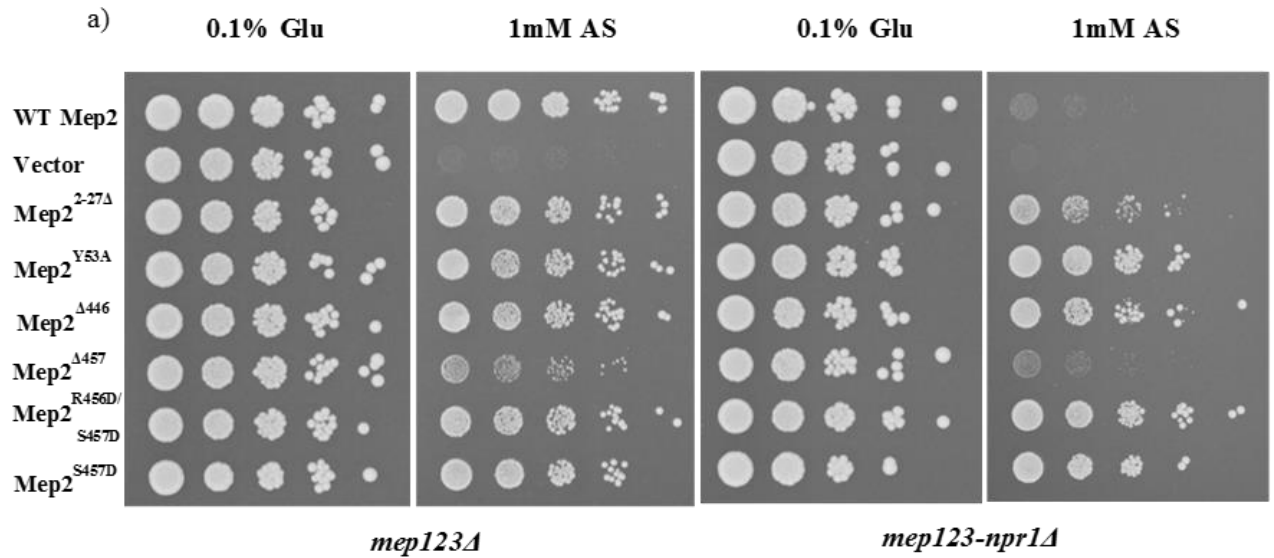 a)
0.1% Glu 1mM AS 0.1% Glu 1mM AS
WT Mep2
Vector
Mep2 2-27Δ
Mep2 Y53A
Mep2 Δ446
Mep2 Δ457
Mep2 R456D/
S457D
Mep2 S457D
mep123Δ mep123-npr1Δ